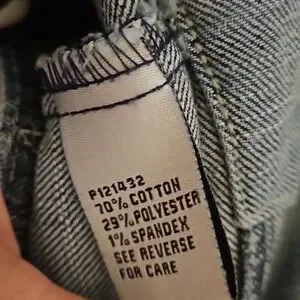 P121432
70% COTTON
29% POLYESTER
1% SPANDEX
SEE REVERSE
FOR CARE